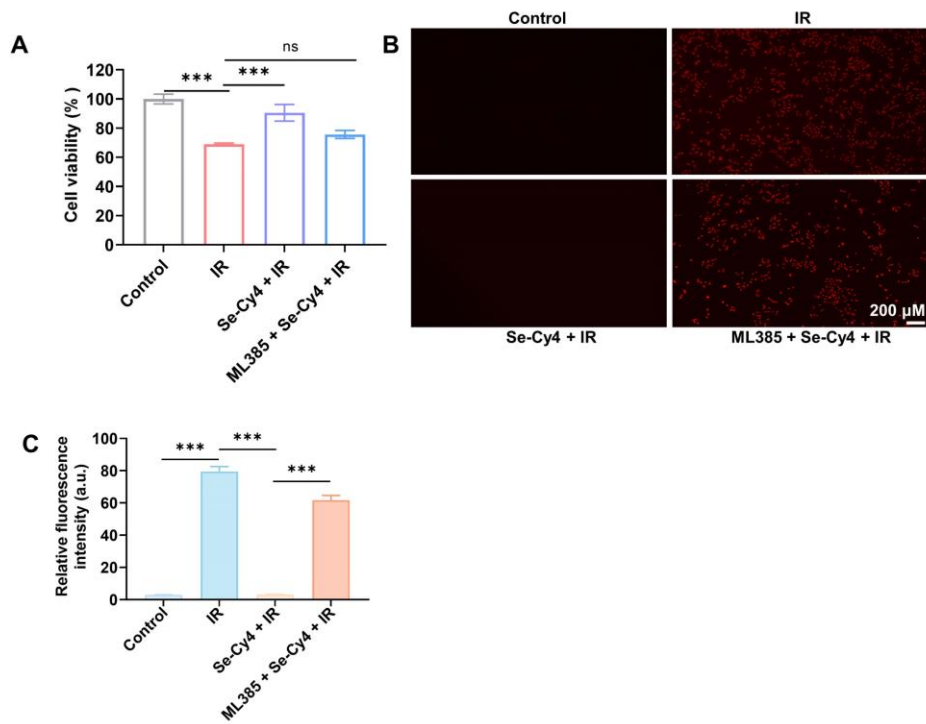 A
Cell viability (% )
120
100
80
60
40
20
0
***
***
ns
Control
IR
Se-Cy4 + IR
ML385 + Se-Cy4 + IR
B
Control
IR
200 µM
Se-Cy4 + IR
ML385 + Se-Cy4 + IR
C
Relative fluorescence
intensity (a.u.)
100
80
60
40
20
0
***
***
***
Control
IR
Se-Cy4 + IR
ML385 + Se-Cy4 + IR